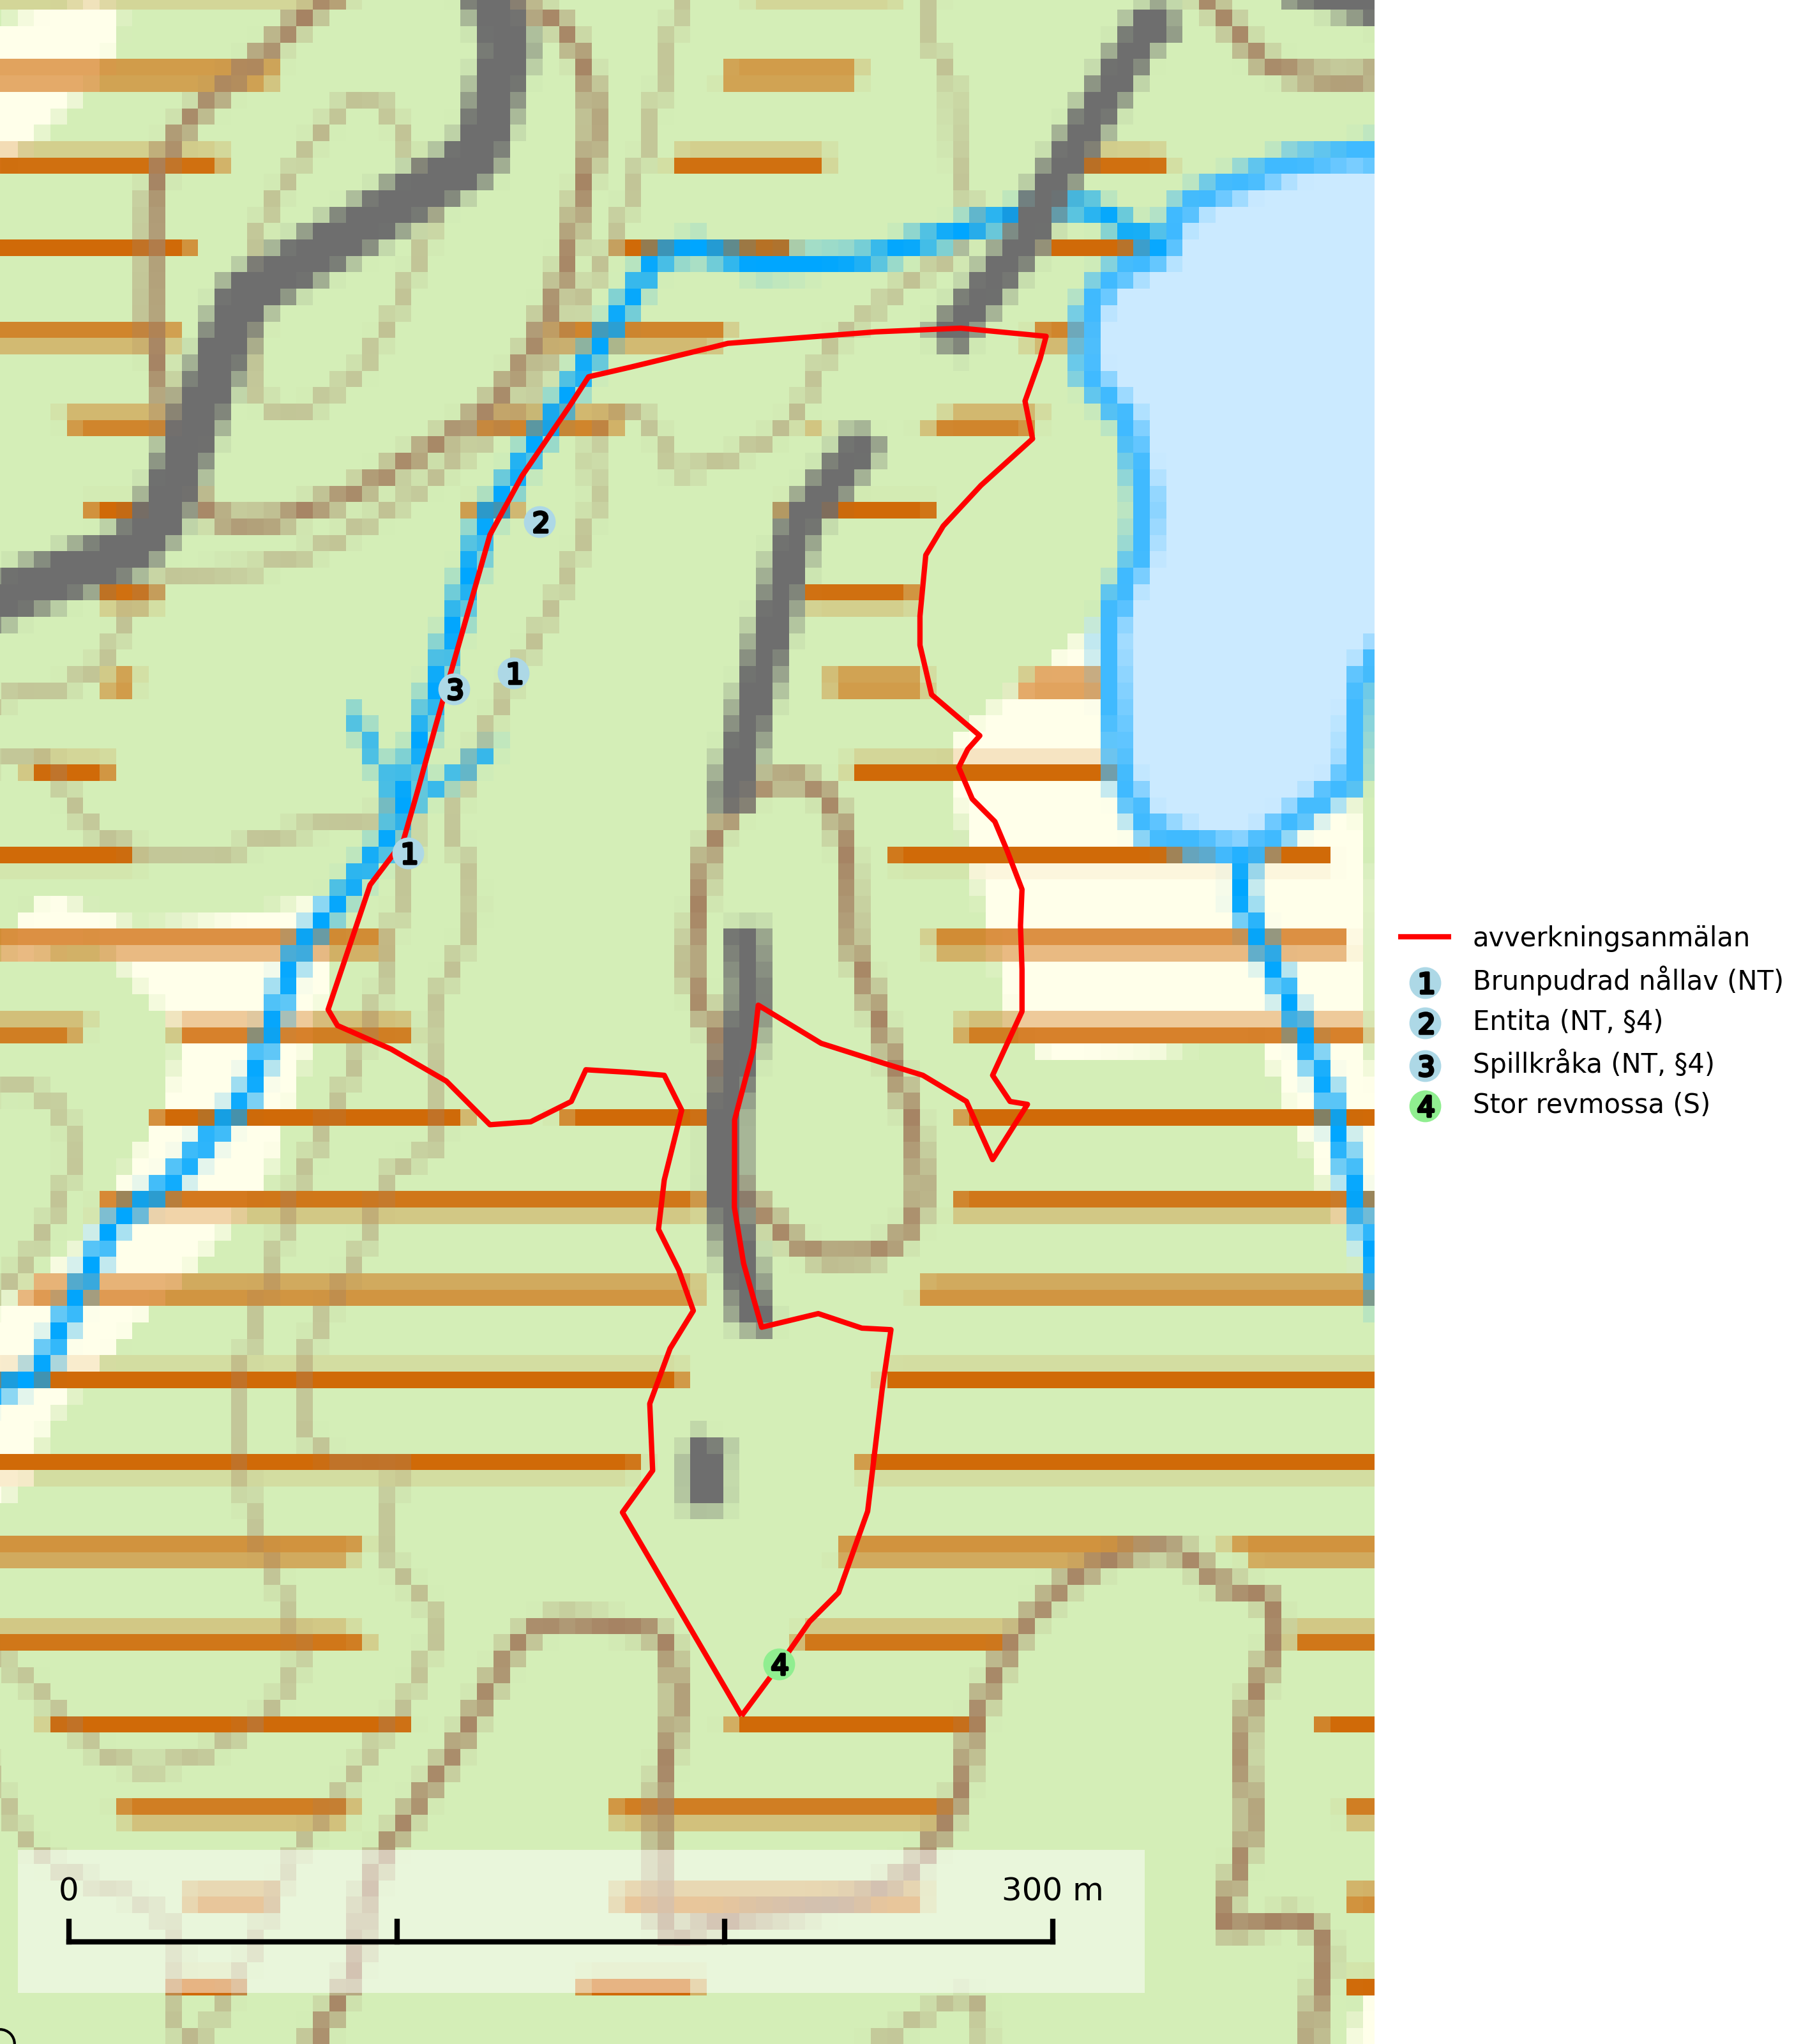 2
1
3
1
4
0 300 m
avverkningsanmälan
1 Brunpudrad nållav (NT)
2 Entita (NT, §4)
3 Spillkråka (NT, §4)
4 Stor revmossa (S)